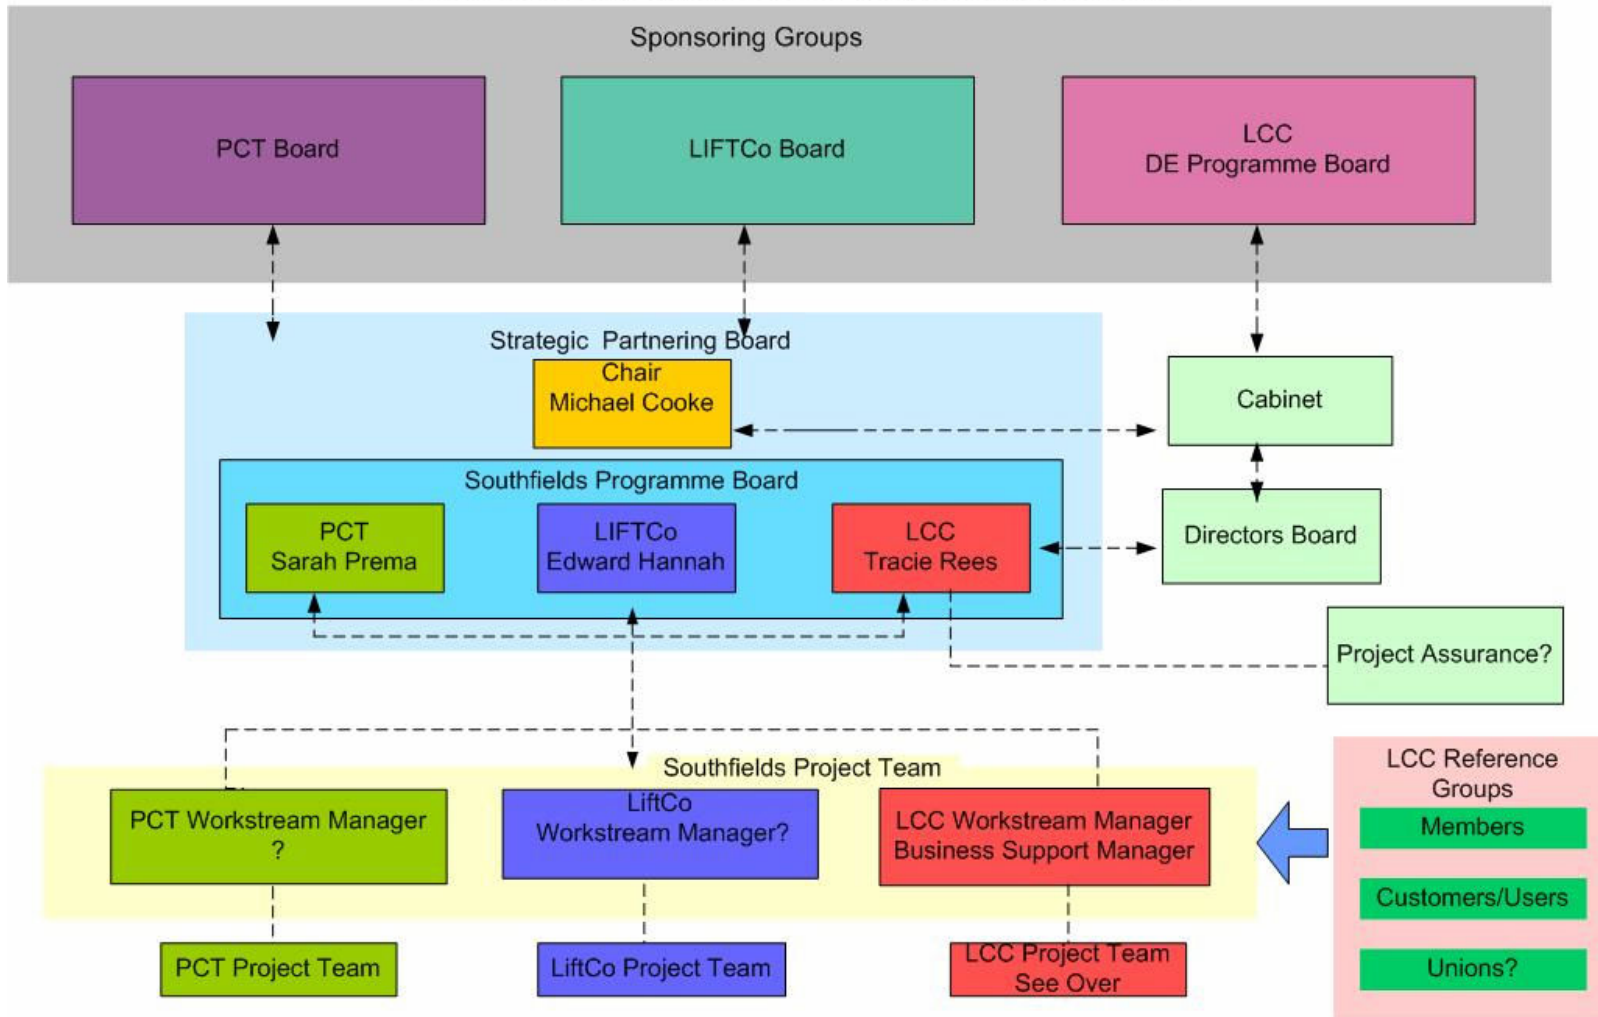 Sponsoring Groups
PCT Board
LIFTCo Board
LCC
DE Programme Board
Strategic Partnering Board
Chair
Michael Cooke
Cabinet
Southfields Programme Board
PCT
Sarah Prema
LIFTCo
Edward Hannah
LCC
Tracie Rees
Directors Board
Project Assurance?
Southfields Project Team
PCT Workstream Manager
?
LiftCo
Workstream Manager?
LCC Workstream Manager
Business Support Manager
LCC Reference
Groups
Members
Customers/Users
Unions?
PCT Project Team
LiftCo Project Team
LCC Project Team
See Over